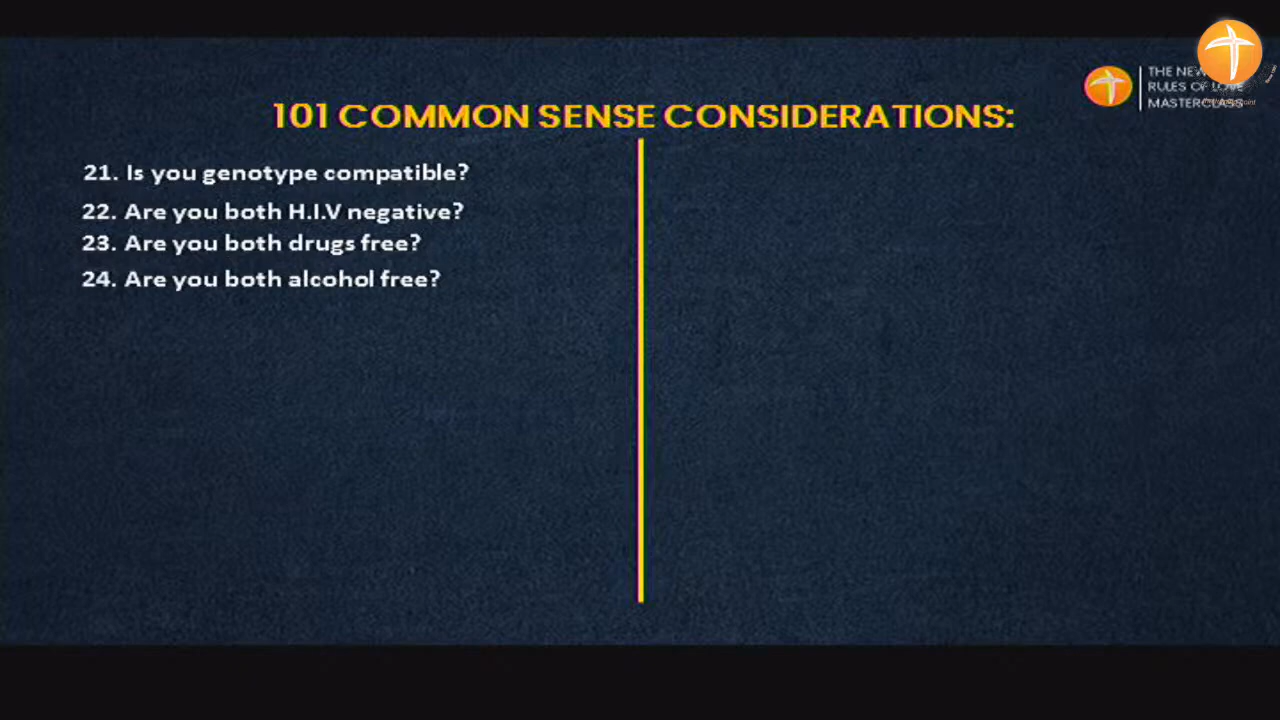 101 COMMON SENSE CONSIDERATIONS:
THE NEW
RULES OF LOVE
MASTERCLASS
21. Is you genotype compatible?
22. Are you both H.I.V negative?
23. Are you both drugs free?
24. Are you both alcohol free?